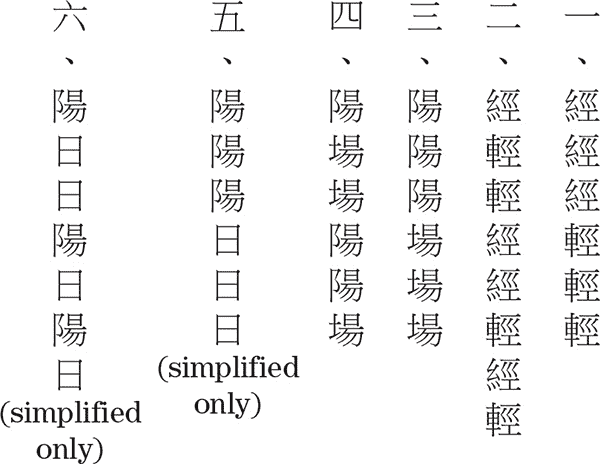 一、經經經輕輕輕
二、經輕輕經經輕經輕
三、陽陽陽場場場
四、陽場場陽陽場
五、陽陽陽日日日
(simplified
only)
六、陽日日陽日陽日
(simplified
only)